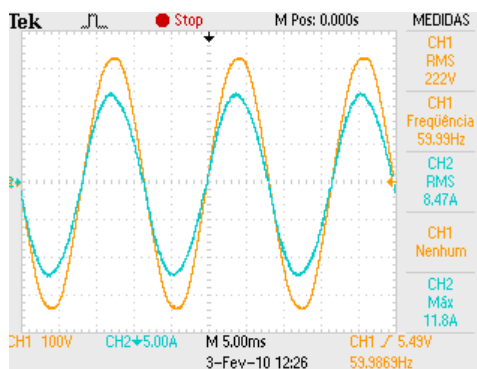 Tek Stop M Pos: 0.000s MEDIDAS
CH1
RMS
222V
CH1
Freqüência
59.99Hz
CH2
RMS
8.47A
CH1
Nenhum
CH2
Máx
11.8A
2
CH1 100V CH2 5.00A M 5.00ms CH1 5.49V
3-Fev-10 12:26 59.9869Hz